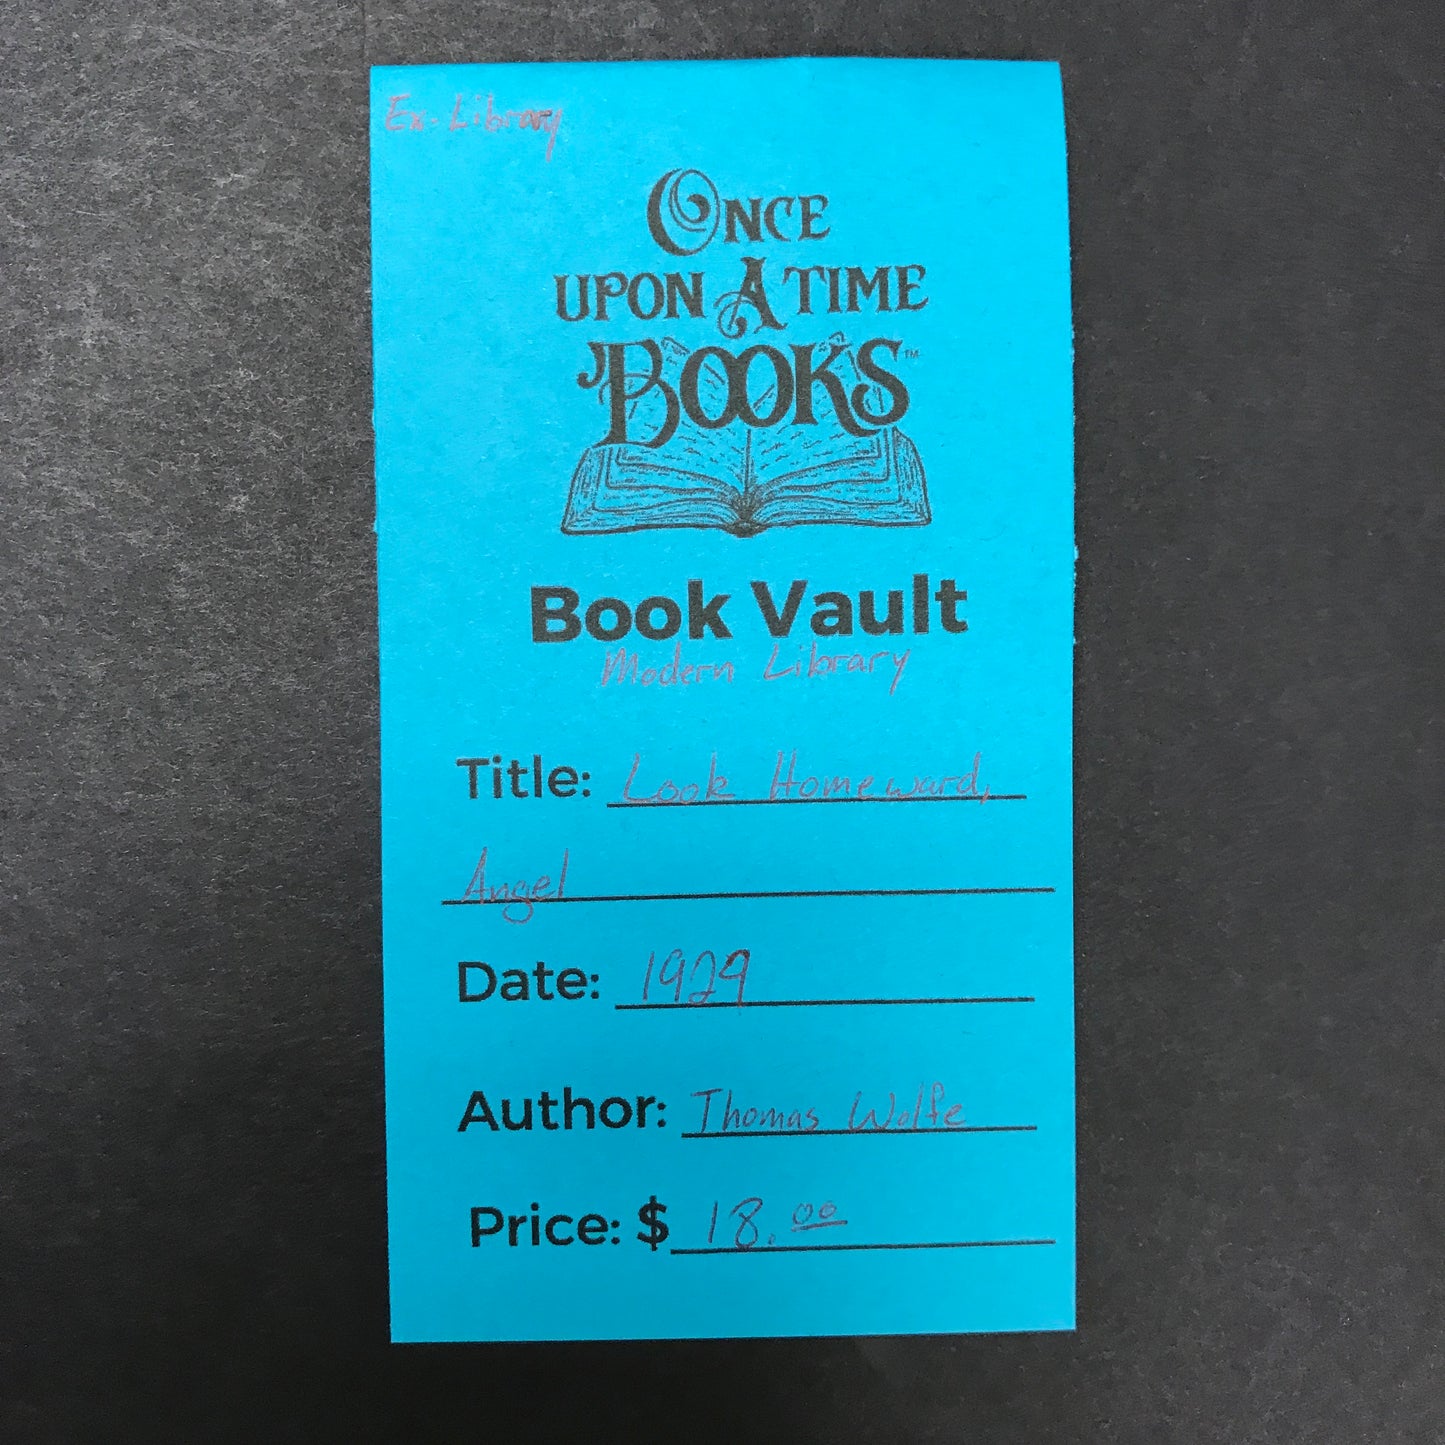 Ex-Library
ONCE
UPON A TIME
BOOKS™
Book Vault
Modern Library
Title: Look Homeward,
Angel
Date: 1929
Author: Thomas Wolfe
Price: $ 18.00